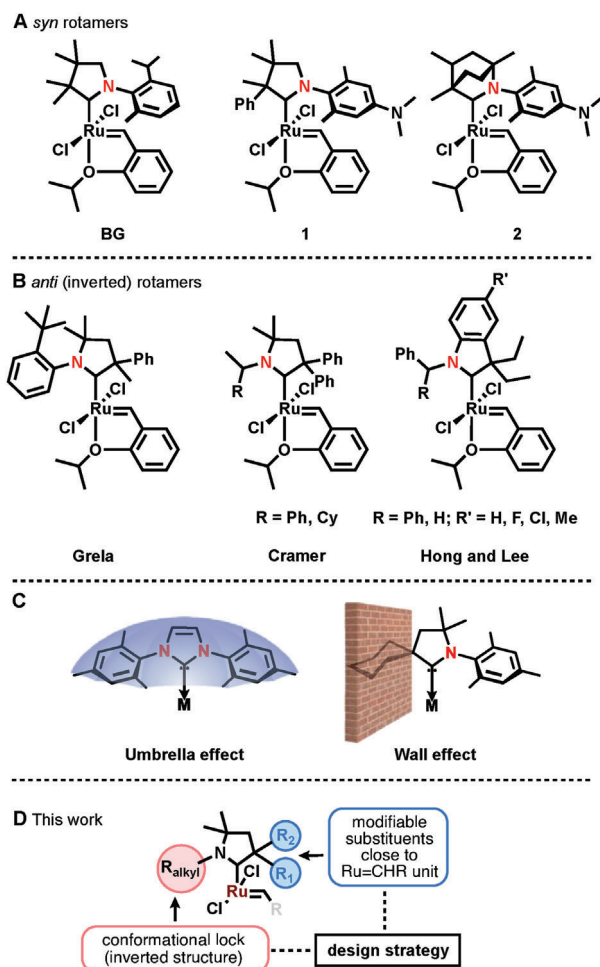 A syn rotamers
N
Cl
Ru
Cl
O
BG
N
Ph
Cl
Ru
Cl
O
N
1
N
Cl
Ru
Cl
O
N
2
B anti (inverted) rotamers
N
Ph
Cl
Ru
Cl
O
Grela
N
Ph
Ph
R
Cl
Ru
Cl
O
R = Ph, Cy
Cramer
R'
Ph
N
R
Cl
Ru
Cl
O
R = Ph, H; R' = H, F, Cl, Me
Hong and Lee
C
N
N
M
Umbrella effect
N
M
Wall effect
D This work
Ralkyl
N
R2
R1
Cl
Ru
Cl
R
modifiable
substituents
close to
Ru=CHR unit
conformational lock
(inverted structure)
design strategy